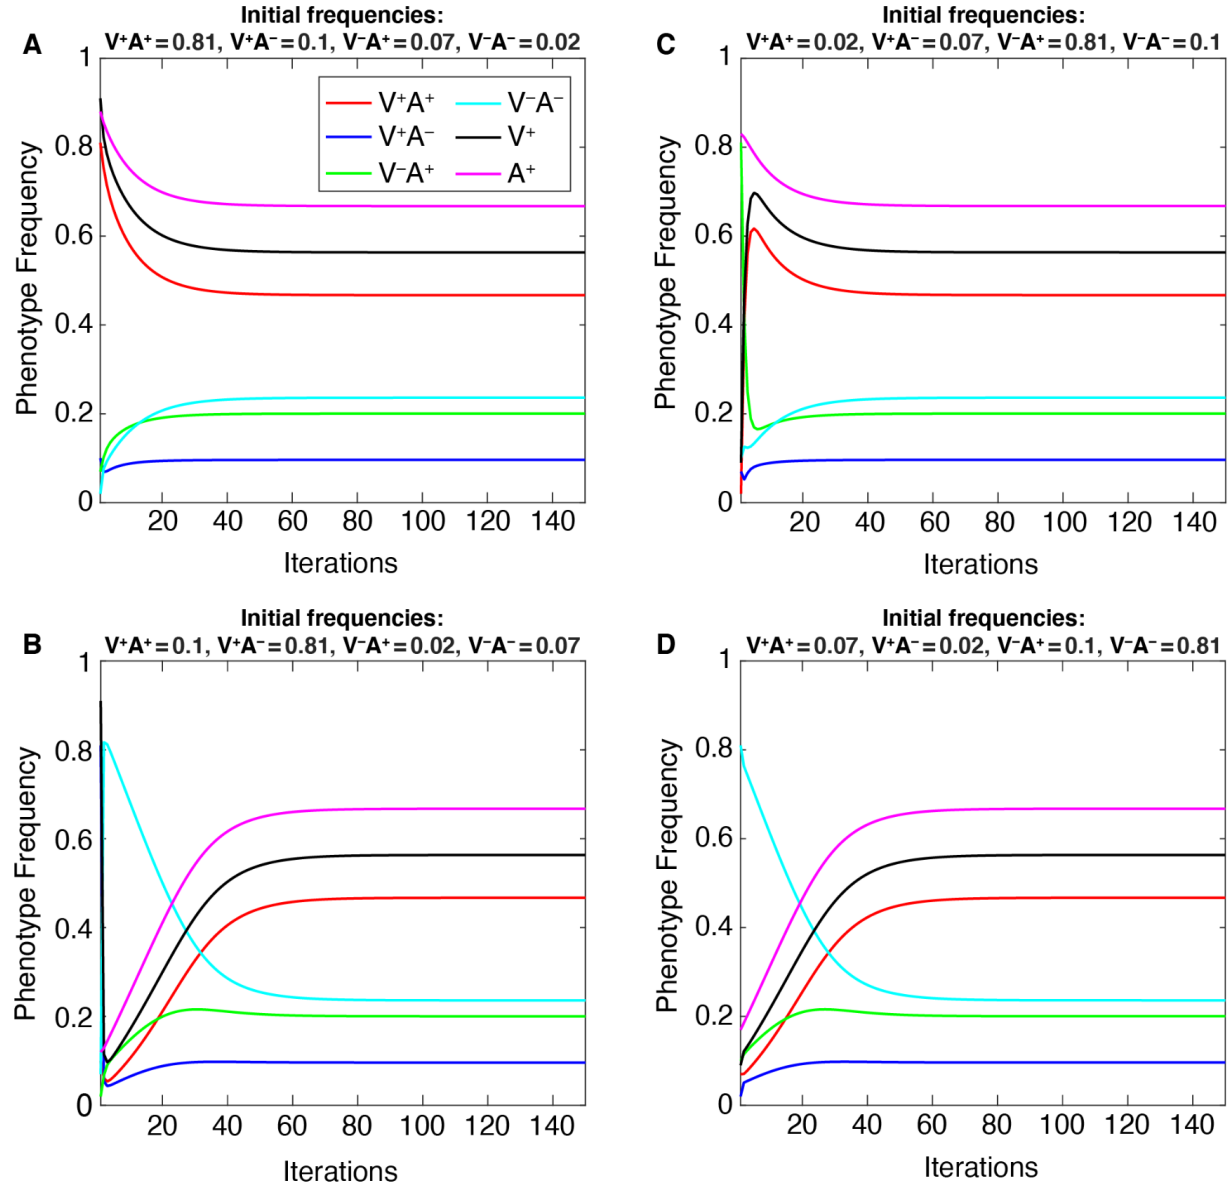 A
Initial frequencies:
V⁺A⁺=0.81, V⁺A⁻=0.1, V⁻A⁺=0.07, V⁻A⁻=0.02
1
0.8
0.6
0.4
0.2
0
Phenotype Frequency
V⁺A⁺
V⁺A⁻
V⁻A⁺
V⁻A⁻
V⁺
A⁺
20 40 60 80 100 120 140
Iterations
C
Initial frequencies:
V⁺A⁺=0.02, V⁺A⁻=0.07, V⁻A⁺=0.81, V⁻A⁻=0.1
1
0.8
0.6
0.4
0.2
0
Phenotype Frequency
20 40 60 80 100 120 140
Iterations
B
Initial frequencies:
V⁺A⁺=0.1, V⁺A⁻=0.81, V⁻A⁺=0.02, V⁻A⁻=0.07
1
0.8
0.6
0.4
0.2
0
Phenotype Frequency
20 40 60 80 100 120 140
Iterations
D
Initial frequencies:
V⁺A⁺=0.07, V⁺A⁻=0.02, V⁻A⁺=0.1, V⁻A⁻=0.81
1
0.8
0.6
0.4
0.2
0
Phenotype Frequency
20 40 60 80 100 120 140
Iterations